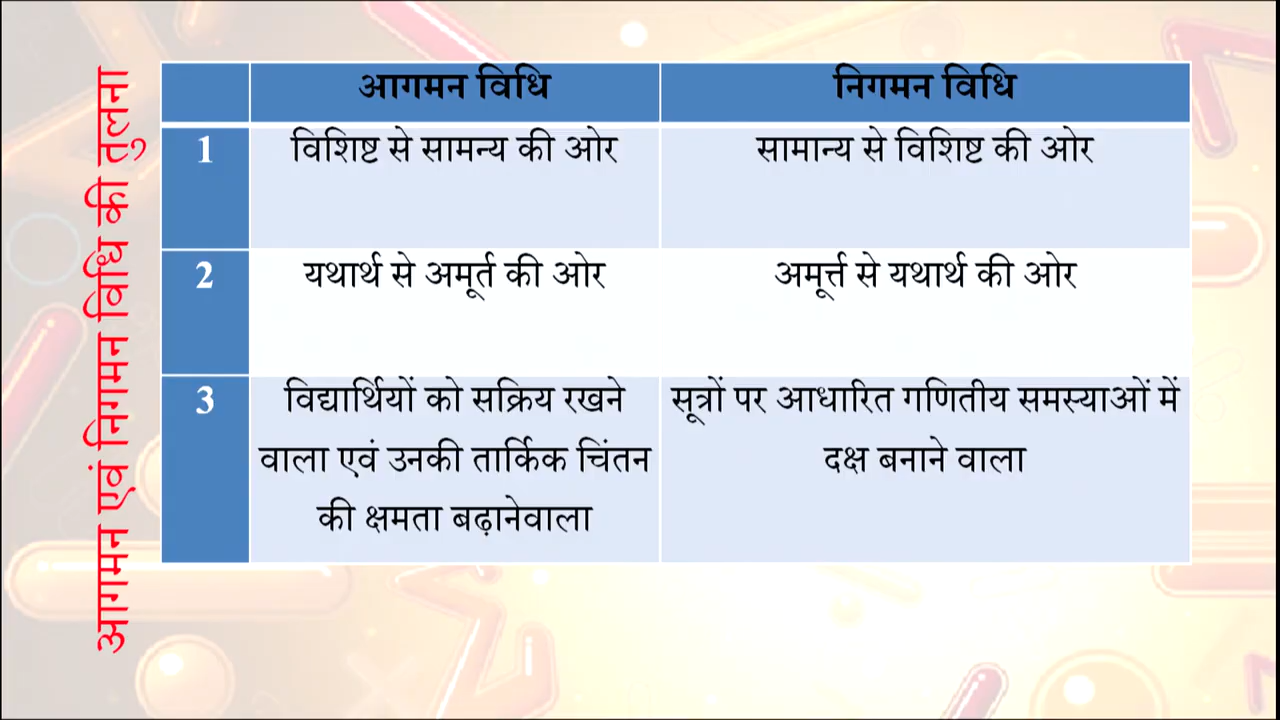 आगमन एवं निगमन विधि की तुलना
आगमन विधि निगमन विधि
1 विशिष्ट से सामन्य की ओर सामान्य से विशिष्ट की ओर
2 यथार्थ से अमूर्त की ओर अमूर्त्त से यथार्थ की ओर
3 विद्यार्थियों को सक्रिय रखने सूत्रों पर आधारित गणितीय समस्याओं में
वाला एवं उनकी तार्किक चिंतन दक्ष बनाने वाला
की क्षमता बढ़ानेवाला